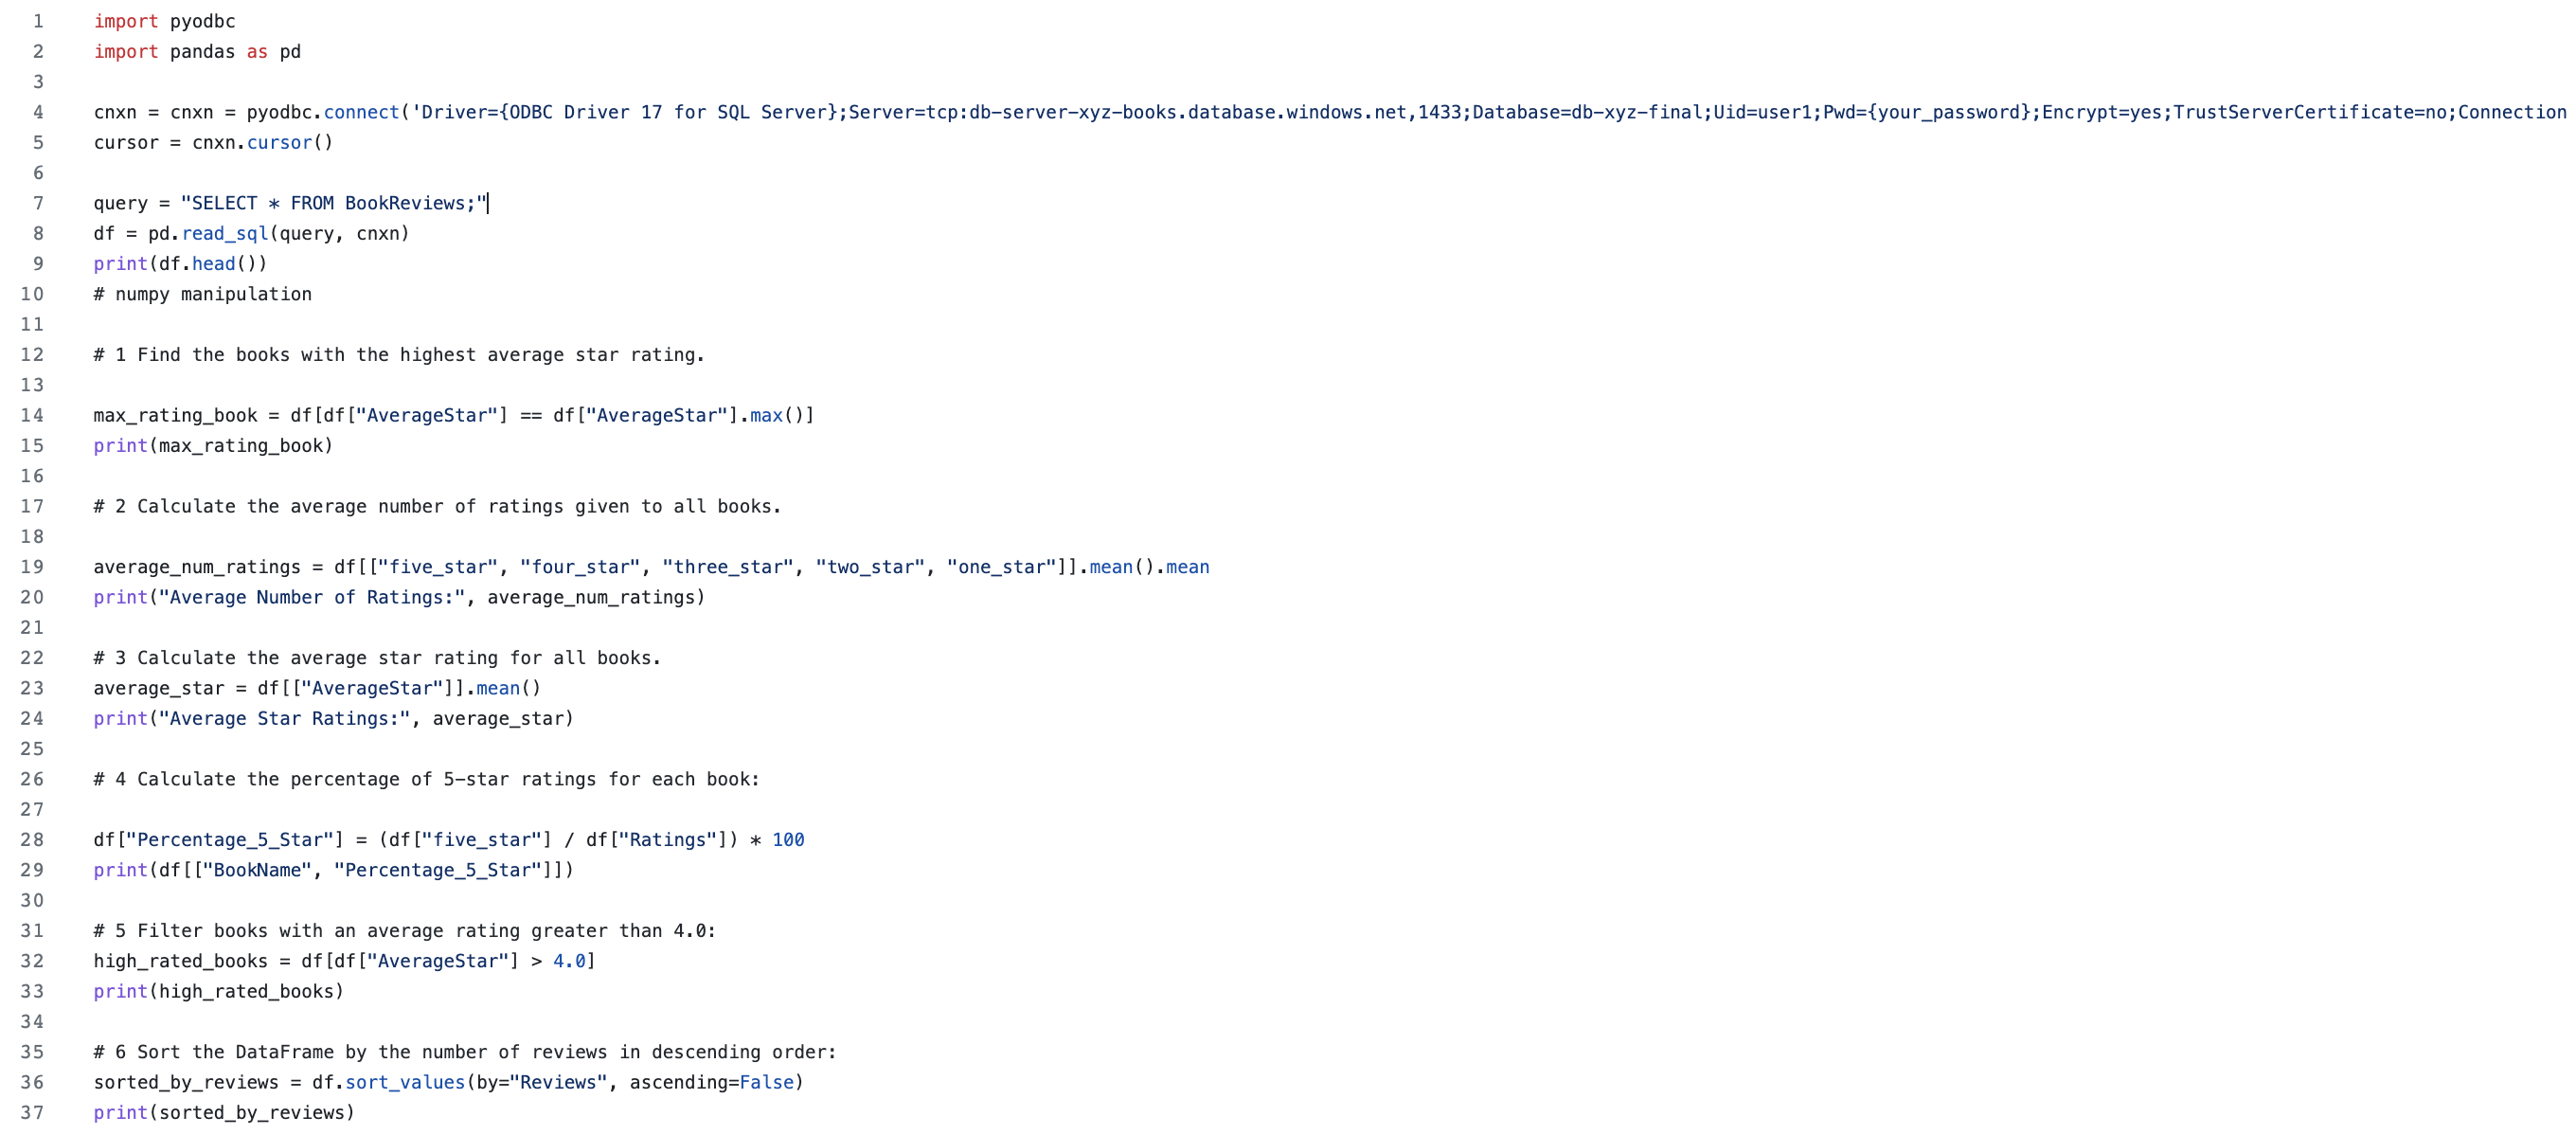 1 import pyodbc
2 import pandas as pd
3
4 cnxn = cnxn = pyodbc.connect('Driver={ODBC Driver 17 for SQL Server};Server=tcp:db-server-xyz-books.database.windows.net,1433;Database=db-xyz-final;Uid=user1;Pwd={your_password};Encrypt=yes;TrustServerCertificate=no;Connection
5 cursor = cnxn.cursor()
6
7 query = "SELECT * FROM BookReviews;"
8 df = pd.read_sql(query, cnxn)
9 print(df.head())
10 # numpy manipulation
11
12 # 1 Find the books with the highest average star rating.
13
14 max_rating_book = df[df["AverageStar"] == df["AverageStar"].max()]
15 print(max_rating_book)
16
17 # 2 Calculate the average number of ratings given to all books.
18
19 average_num_ratings = df[["five_star", "four_star", "three_star", "two_star", "one_star"]].mean().mean
20 print("Average Number of Ratings:", average_num_ratings)
21
22 # 3 Calculate the average star rating for all books.
23 average_star = df[["AverageStar"]].mean()
24 print("Average Star Ratings:", average_star)
25
26 # 4 Calculate the percentage of 5-star ratings for each book:
27
28 df["Percentage_5_Star"] = (df["five_star"] / df["Ratings"]) * 100
29 print(df[["BookName", "Percentage_5_Star"]])
30
31 # 5 Filter books with an average rating greater than 4.0:
32 high_rated_books = df[df["AverageStar"] > 4.0]
33 print(high_rated_books)
34
35 # 6 Sort the DataFrame by the number of reviews in descending order:
36 sorted_by_reviews = df.sort_values(by="Reviews", ascending=False)
37 print(sorted_by_reviews)